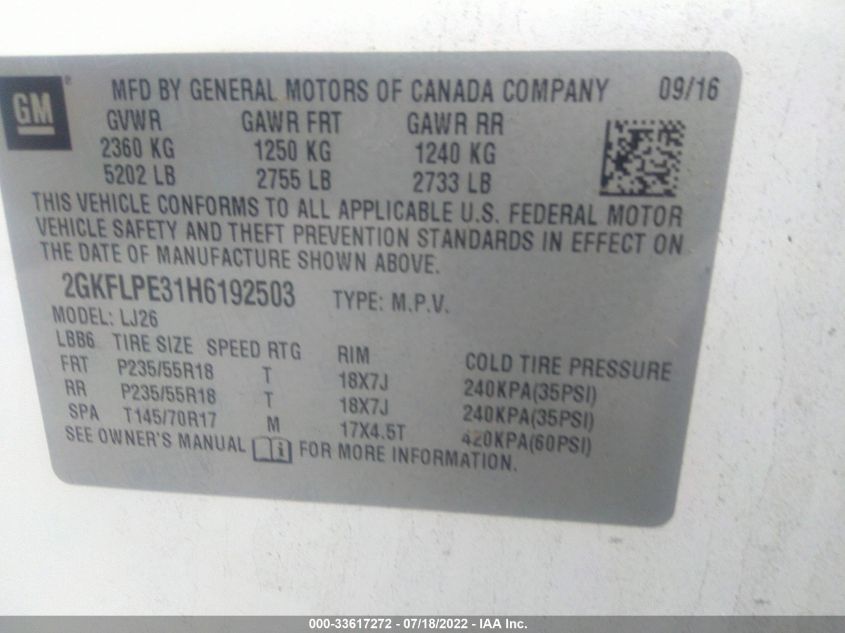 GM ® MFD BY GENERAL MOTORS OF CANADA COMPANY 09/16
GVWR GAWR FRT GAWR RR
2360 KG 1250 KG 1240 KG
5202 LB 2755 LB 2733 LB
THIS VEHICLE CONFORMS TO ALL APPLICABLE U.S. FEDERAL MOTOR
VEHICLE SAFETY AND THEFT PREVENTION STANDARDS IN EFFECT ON
THE DATE OF MANUFACTURE SHOWN ABOVE.
2GKFLPE31H6192503 TYPE: M.P.V.
MODEL: LJ26
LBB6 TIRE SIZE SPEED RTG RIM COLD TIRE PRESSURE
FRT P235/55R18 T 18X7J 240KPA(35PSI)
RR P235/55R18 T 18X7J 240KPA(35PSI)
SPA T145/70R17 M 17X4.5T 420KPA(60PSI)
SEE OWNER'S MANUAL i FOR MORE INFORMATION.
000-33617272 - 07/18/2022 - IAA Inc.